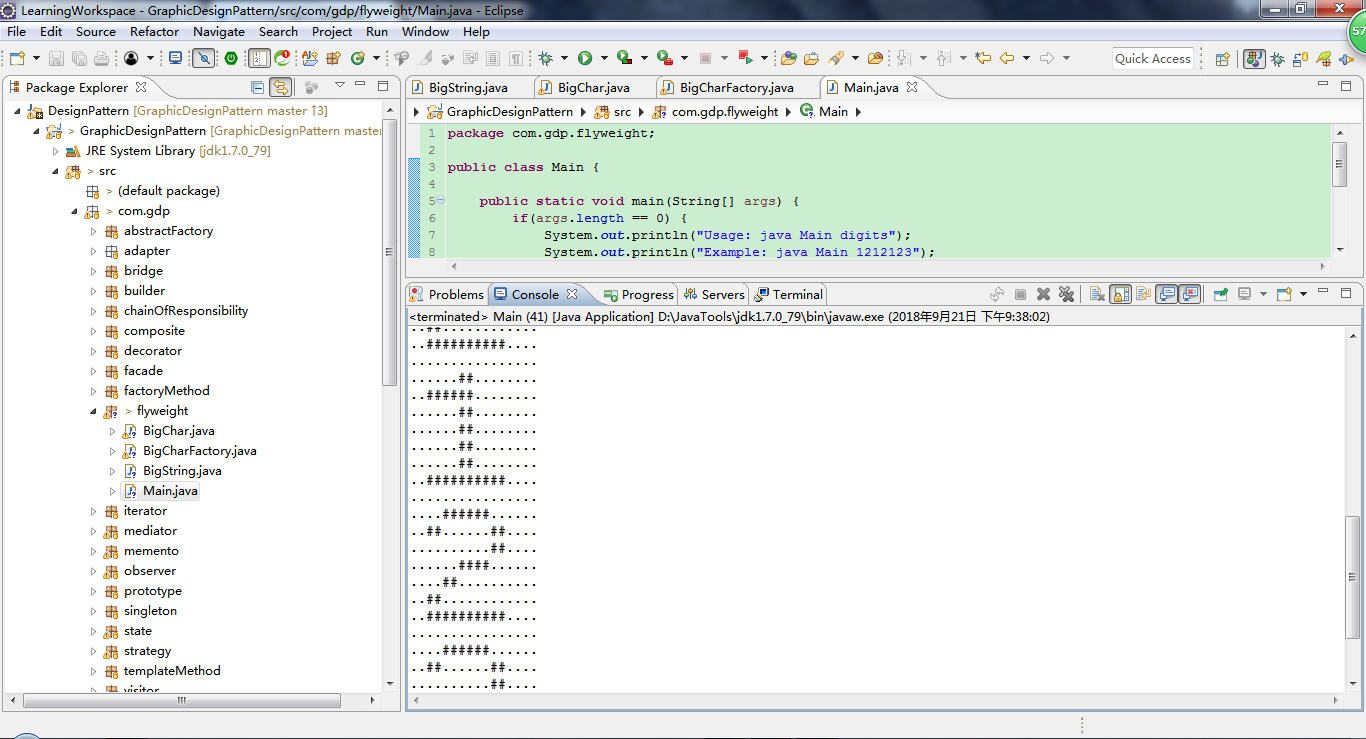 LearningWorkspace - GraphicDesignPattern/src/com/gdp/flyweight/Main.java - Eclipse
File Edit Source Refactor Navigate Search Project Run Window Help
57
Quick Access
Package Explorer
DesignPattern [GraphicDesignPattern master ↑3]
> GraphicDesignPattern [GraphicDesignPattern master
JRE System Library [jdk1.7.0_79]
> src
> (default package)
> com.gdp
abstractFactory
adapter
bridge
builder
chainOfResponsibility
composite
decorator
facade
factoryMethod
> flyweight
BigChar.java
BigCharFactory.java
BigString.java
Main.java
iterator
mediator
memento
observer
prototype
singleton
state
strategy
templateMethod
visitor
BigString.java BigChar.java BigCharFactory.java Main.java
GraphicDesignPattern src com.gdp.flyweight Main
1 package com.gdp.flyweight;
2
3 public class Main {
4
5 public static void main(String[] args) {
6 if(args.length == 0) {
7 System.out.println("Usage: java Main digits");
8 System.out.println("Example: java Main 1212123");
Problems Console Progress Servers Terminal
<terminated> Main (41) [Java Application] D:\JavaTools\jdk1.7.0_79\bin\javaw.exe (2018年9月21日 下午9:38:02)
..##............
..##########....
................
......##........
..######........
......##........
......##........
......##........
......##........
..##########....
................
....######......
..##......##....
..........##....
......####......
....##..........
..##............
..##########....
................
....######......
..##......##....
..........##....